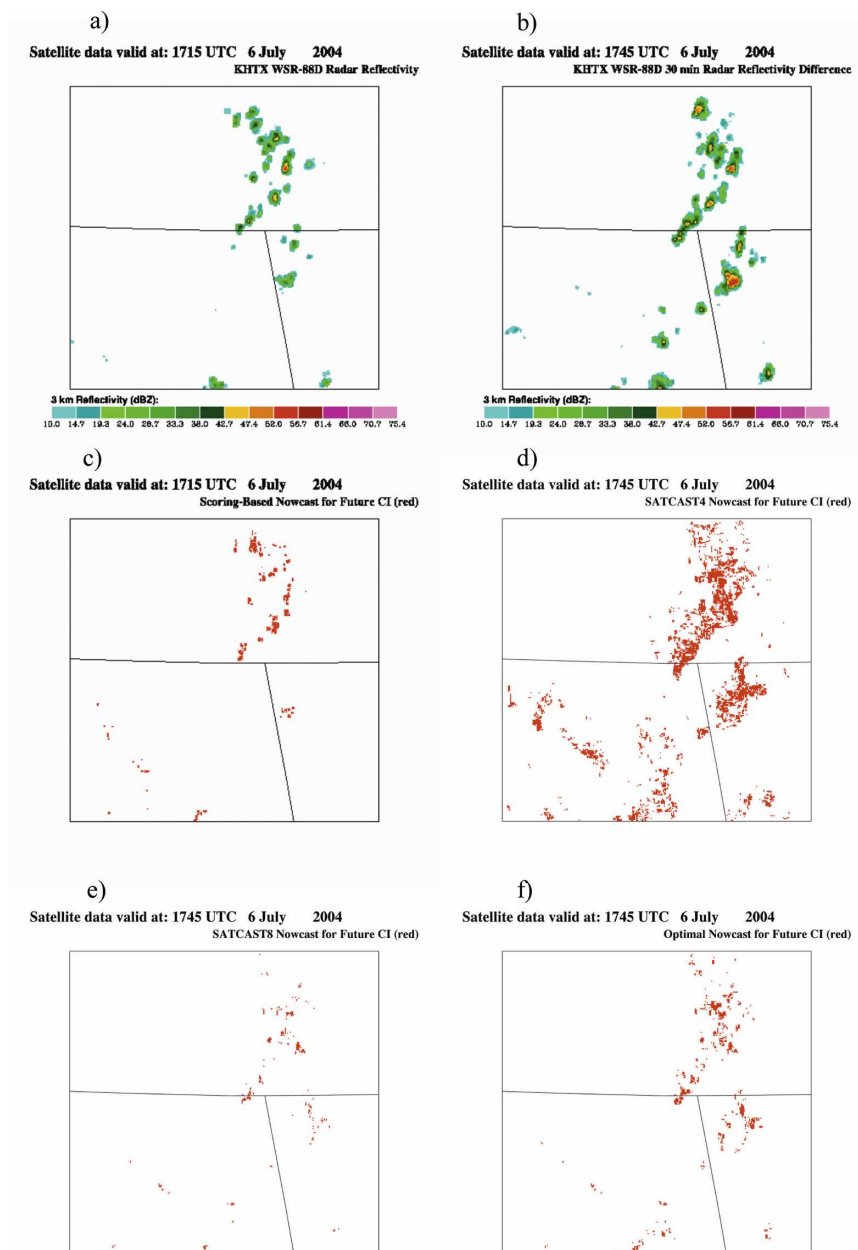 a)
Satellite data valid at: 1715 UTC 6 July 2004
KHTX WSR-88D Radar Reflectivity
3 km Reflectivity (dBZ):
10.0 14.7 19.3 24.0 28.7 33.3 38.0 42.7 47.4 52.0 56.7 61.4 66.0 70.7 75.4
b)
Satellite data valid at: 1745 UTC 6 July 2004
KHTX WSR-88D 30 min Radar Reflectivity Difference
3 km Reflectivity (dBZ):
10.0 14.7 19.3 24.0 28.7 33.3 38.0 42.7 47.4 52.0 56.7 61.4 66.0 70.7 75.4
c)
Satellite data valid at: 1715 UTC 6 July 2004
Scoring-Based Nowcast for Future CI (red)
d)
Satellite data valid at: 1745 UTC 6 July 2004
SATCAST4 Nowcast for Future CI (red)
e)
Satellite data valid at: 1745 UTC 6 July 2004
SATCAST8 Nowcast for Future CI (red)
f)
Satellite data valid at: 1745 UTC 6 July 2004
Optimal Nowcast for Future CI (red)